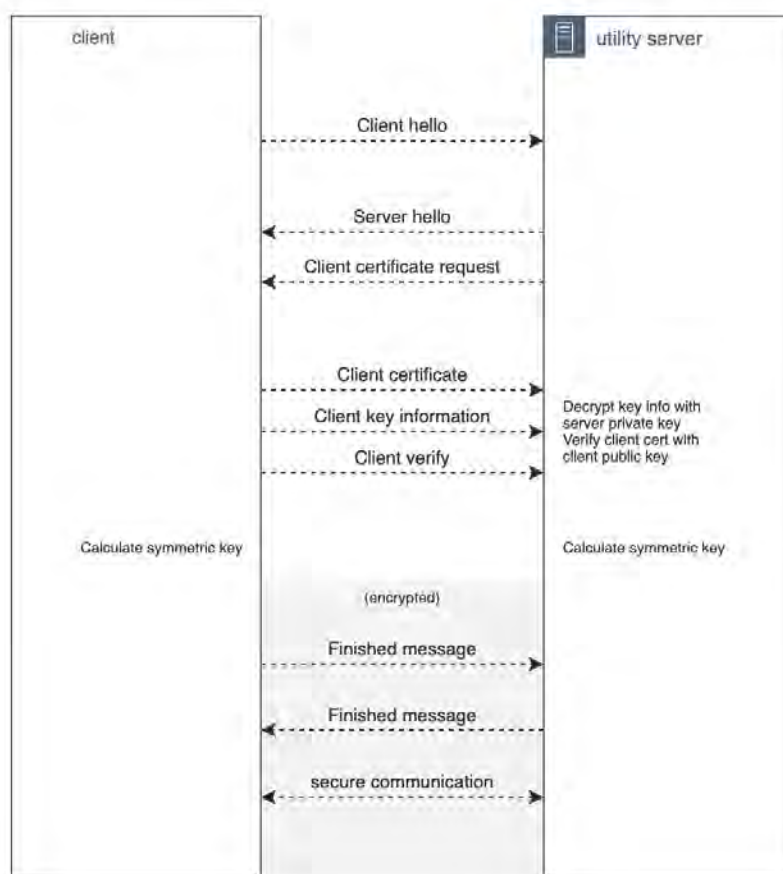 client
utility server
Client hello
Server hello
Client certificate request
Client certificate
Client key information
Client verify
Decrypt key info with
server private key
Verify client cert with
client public key
Calculate symmetric key
Calculate symmetric key
(encrypted)
Finished message
Finished message
secure communication